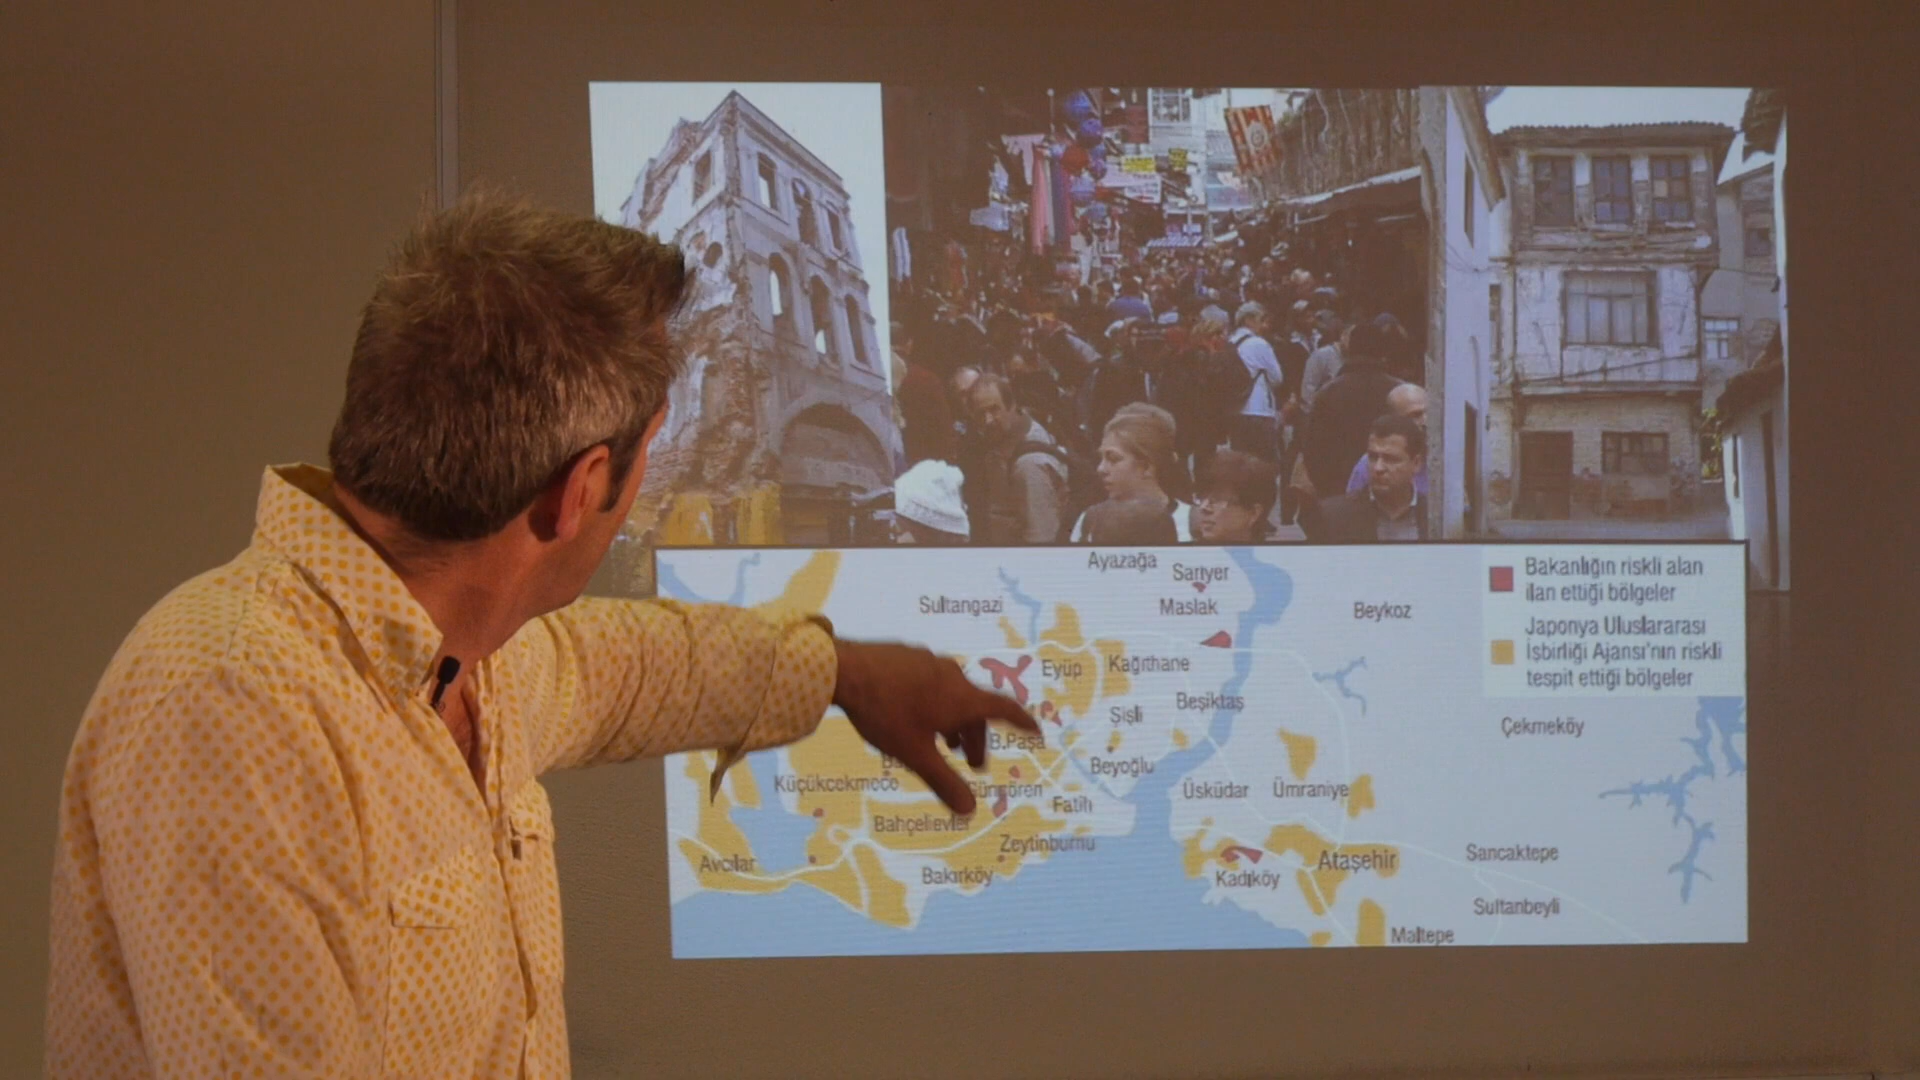 Ayazağa
Sarıyer
Sultangazi
Maslak
Beykoz
Eyüp
Kağıthane
Beşiktaş
Şişli
B.Paşa
Çekmeköy
Beyoğlu
Küçükçekmece
Güngören
Fatih
Üsküdar
Ümraniye
Bahçelievler
Zeytinburnu
Avcılar
Bakırköy
Kadıköy
Ataşehir
Sancaktepe
Sultanbeyli
Maltepe
Bakanlığın riskli alan
ilan ettiği bölgeler
Japonya Uluslararası
İşbirliği Ajansı'nın riskli
tespit ettiği bölgeler